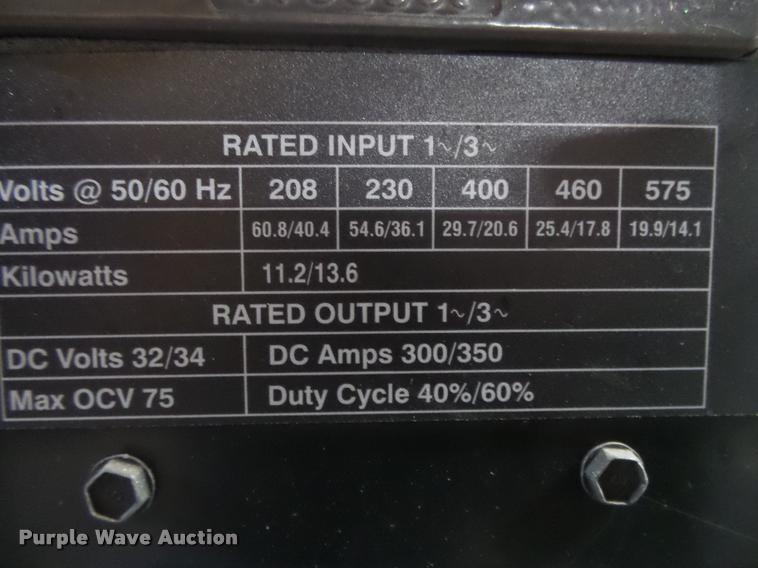 RATED INPUT 1~/3~
Volts @ 50/60 Hz 208 230 400 460 575
Amps 60.8/40.4 54.6/36.1 29.7/20.6 25.4/17.8 19.9/14.1
Kilowatts 11.2/13.6
RATED OUTPUT 1~/3~
DC Volts 32/34 DC Amps 300/350
Max OCV 75 Duty Cycle 40%/60%
Purple Wave Auction